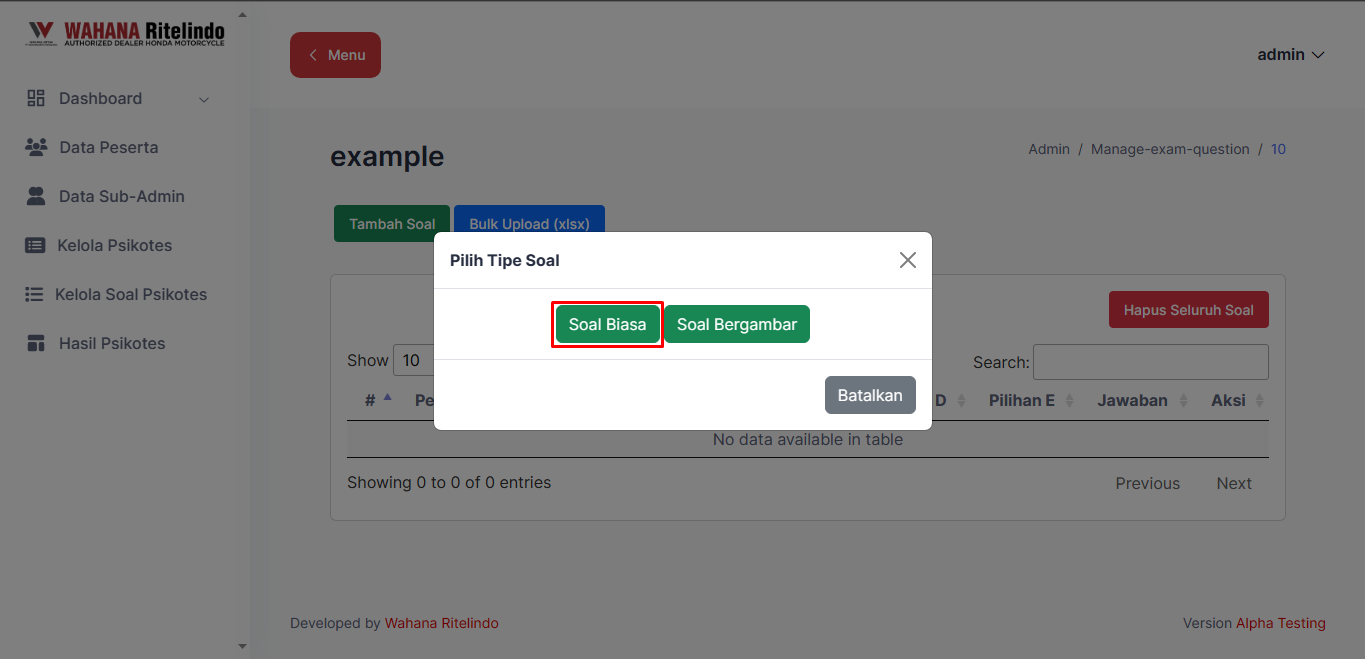 WAHANA Ritelindo
AUTHORIZED DEALER HONDA MOTORCYCLE
Menu
admin
Dashboard
Data Peserta
Data Sub-Admin
Kelola Psikotes
Kelola Soal Psikotes
Hasil Psikotes
example
Admin / Manage-exam-question / 10
Tambah Soal
Bulk Upload (xlsx)
Pilih Tipe Soal
Soal Biasa
Soal Bergambar
Batalkan
Hapus Seluruh Soal
Show 10
Search:
# Pe D Pilihan E Jawaban Aksi
No data available in table
Showing 0 to 0 of 0 entries
Previous Next
Developed by Wahana Ritelindo
Version Alpha Testing